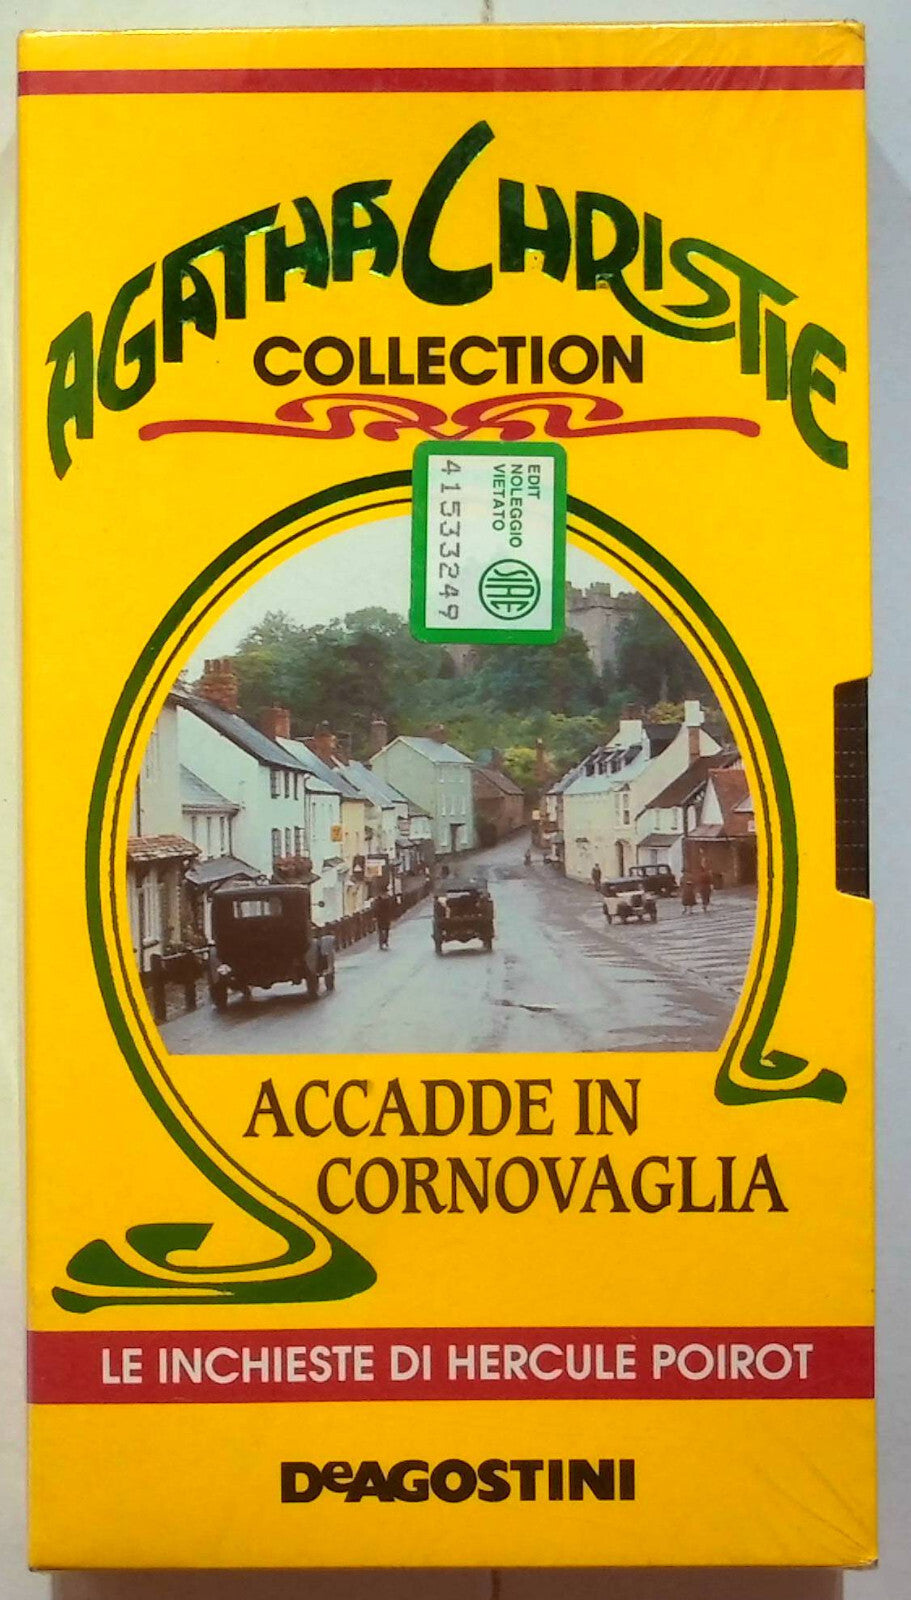 AGATHA CHRISTIE
COLLECTION
EDIT
NOLEGGIO
VIETATO
SIAE
41533249
ACCADDE IN
CORNOVAGLIA
LE INCHIESTE DI HERCULE POIROT
DeAGOSTINI